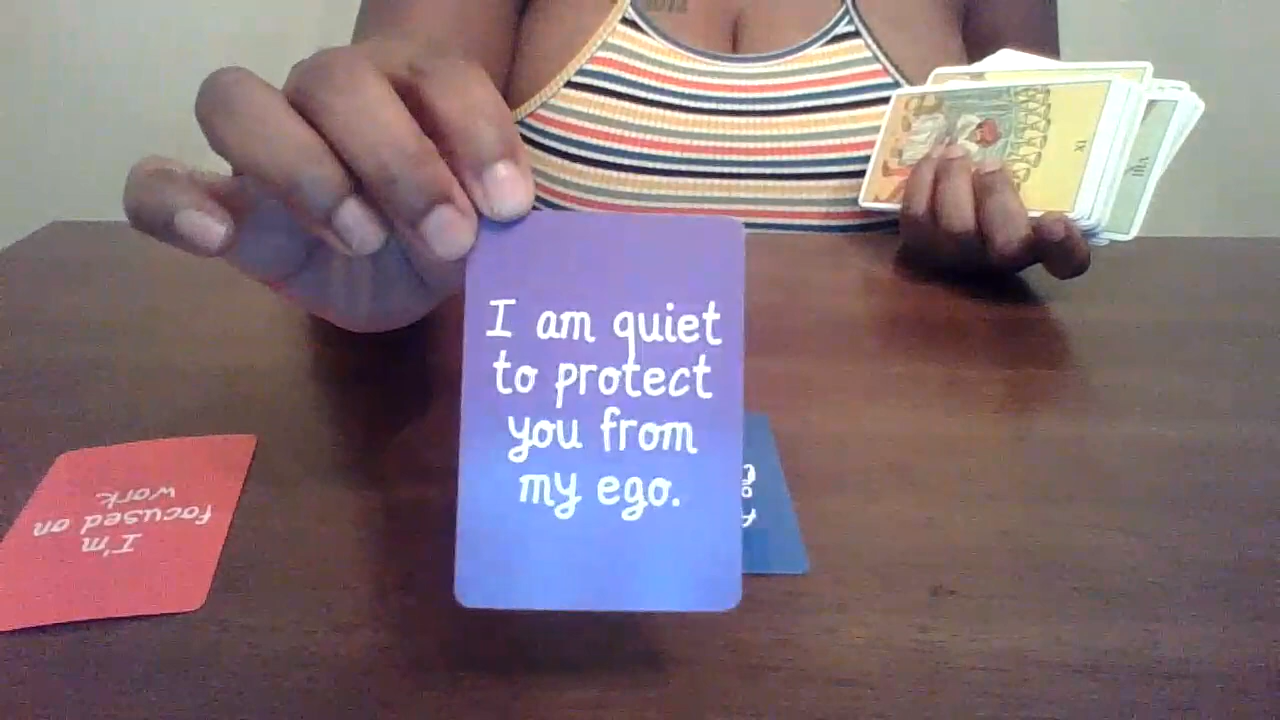 I am quiet
to protect
you from
my ego.
I'm
focused on
work